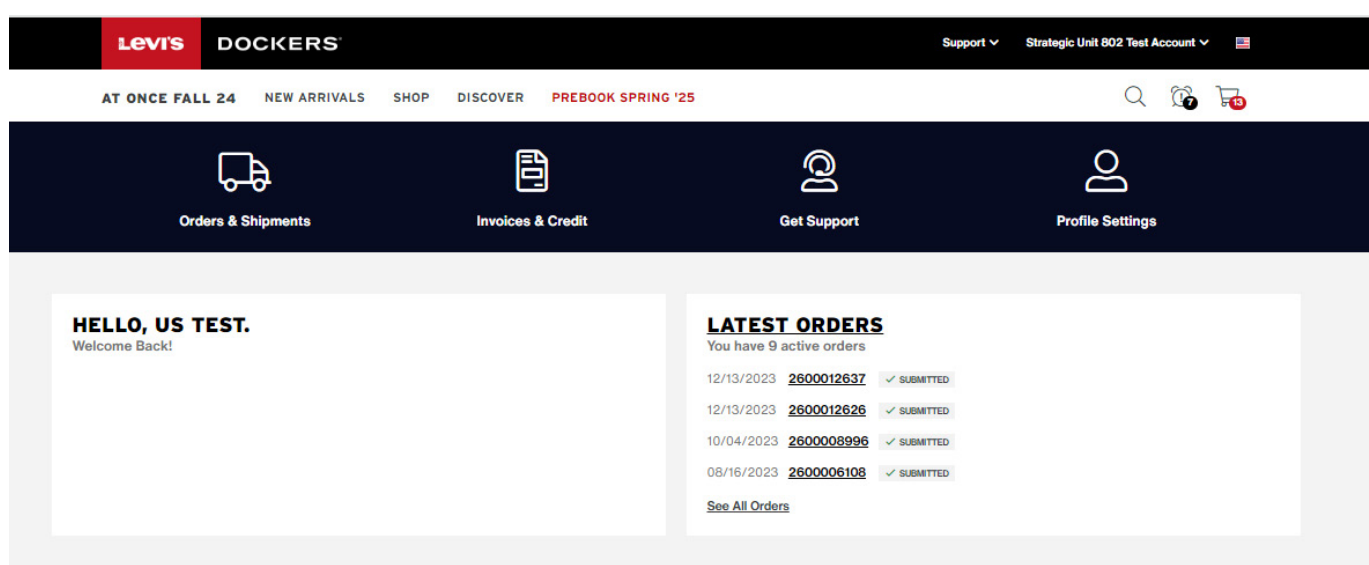 Levi's DOCKERS® Support Strategic Unit 802 Test Account
AT ONCE FALL 24 NEW ARRIVALS SHOP DISCOVER PREBOOK SPRING '25 7 13
Orders & Shipments Invoices & Credit Get Support Profile Settings
HELLO, US TEST.
Welcome Back!
LATEST ORDERS
You have 9 active orders
12/13/2023 2600012637 SUBMITTED
12/13/2023 2600012626 SUBMITTED
10/04/2023 2600008996 SUBMITTED
08/16/2023 2600006108 SUBMITTED
See All Orders